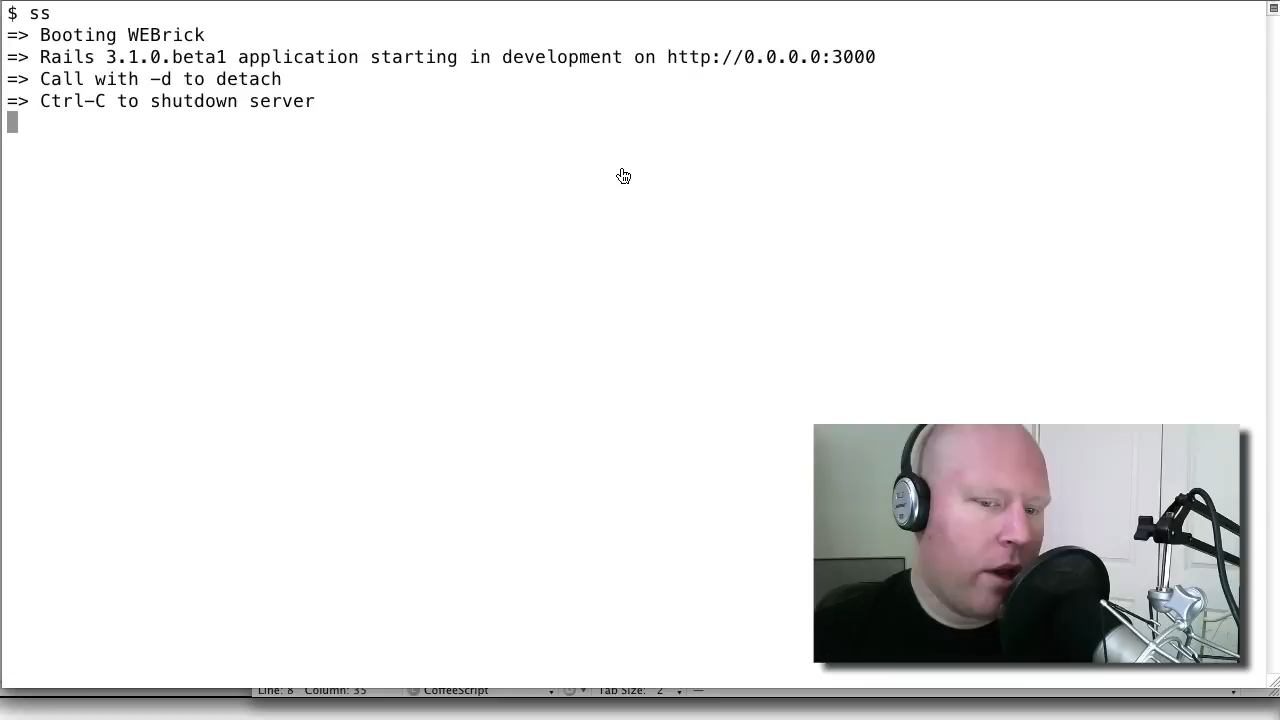 $ ss
=> Booting WEBrick
=> Rails 3.1.0.beta1 application starting in development on http://0.0.0.0:3000
=> Call with -d to detach
=> Ctrl-C to shutdown server
Line: 8 Column: 35 CoffeeScript Tab Size: 2 —